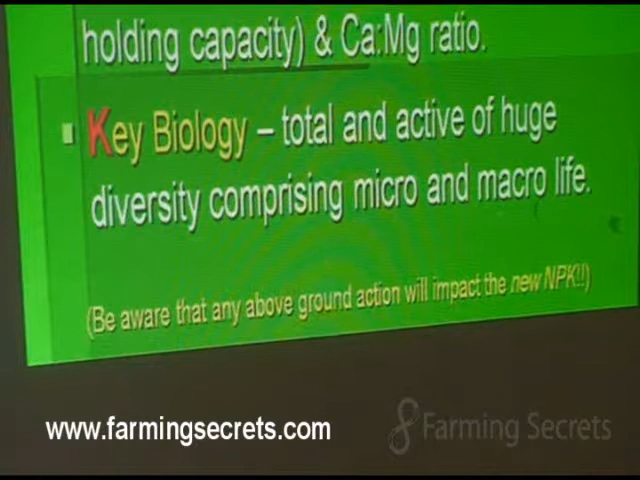 holding capacity) & Ca:Mg ratio.
Key Biology – total and active of huge
diversity comprising micro and macro life.
(Be aware that any above ground action will impact the new NPK!!)
www.farmingsecrets.com
Farming Secrets